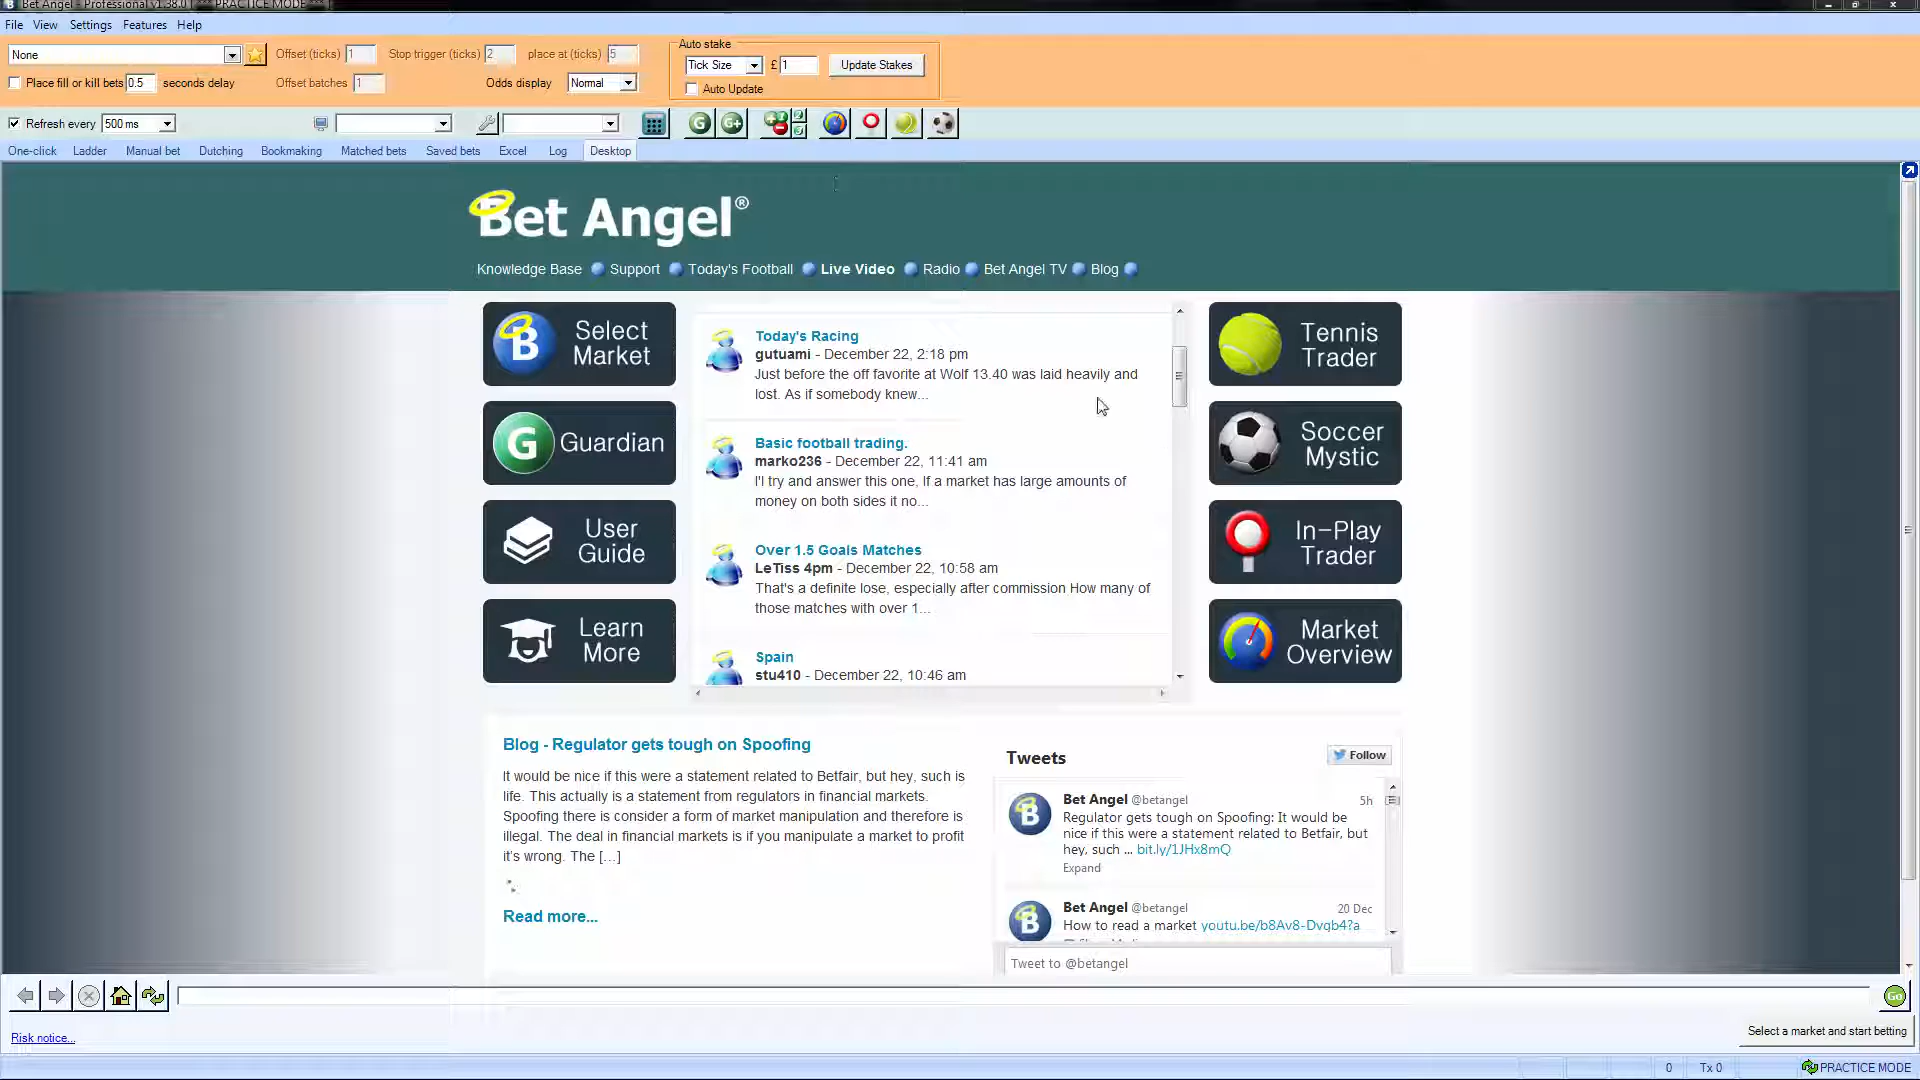 Bet Angel - Professional v1.38.0 | *** PRACTICE MODE ***
File View Settings Features Help
None
Offset (ticks) 1 Stop trigger (ticks) 2 place at (ticks) 5
Auto stake
Tick Size £ 1 Update Stakes
Place fill or kill bets 0.5 seconds delay
Offset batches 1
Odds display Normal
Auto Update
Refresh every 500 ms
One-click Ladder Manual bet Dutching Bookmaking Matched bets Saved bets Excel Log Desktop
Bet Angel®
Knowledge Base Support Today's Football Live Video Radio Bet Angel TV Blog
Select
Market
Guardian
User
Guide
Learn
More
Today's Racing
gutuami - December 22, 2:18 pm
Just before the off favorite at Wolf 13.40 was laid heavily and
lost. As if somebody knew...
Basic football trading.
marko236 - December 22, 11:41 am
I'l try and answer this one, If a market has large amounts of
money on both sides it no...
Over 1.5 Goals Matches
LeTiss 4pm - December 22, 10:58 am
That's a definite lose, especially after commission How many of
those matches with over 1...
Spain
stu410 - December 22, 10:46 am
Tennis
Trader
Soccer
Mystic
In-Play
Trader
Market
Overview
Blog - Regulator gets tough on Spoofing
It would be nice if this were a statement related to Betfair, but hey, such is
life. This actually is a statement from regulators in financial markets.
Spoofing there is consider a form of market manipulation and therefore is
illegal. The deal in financial markets is if you manipulate a market to profit
it's wrong. The [...]
Read more...
Tweets
Follow
Bet Angel @betangel 5h
Regulator gets tough on Spoofing: It would be
nice if this were a statement related to Betfair, but
hey, such ... bit.ly/1JHx8mQ
Expand
Bet Angel @betangel 20 Dec
How to read a market youtu.be/b8Av8-Dvqb4?a
Tweet to @betangel
Go
Risk notice...
Select a market and start betting
0 Tx 0 PRACTICE MODE